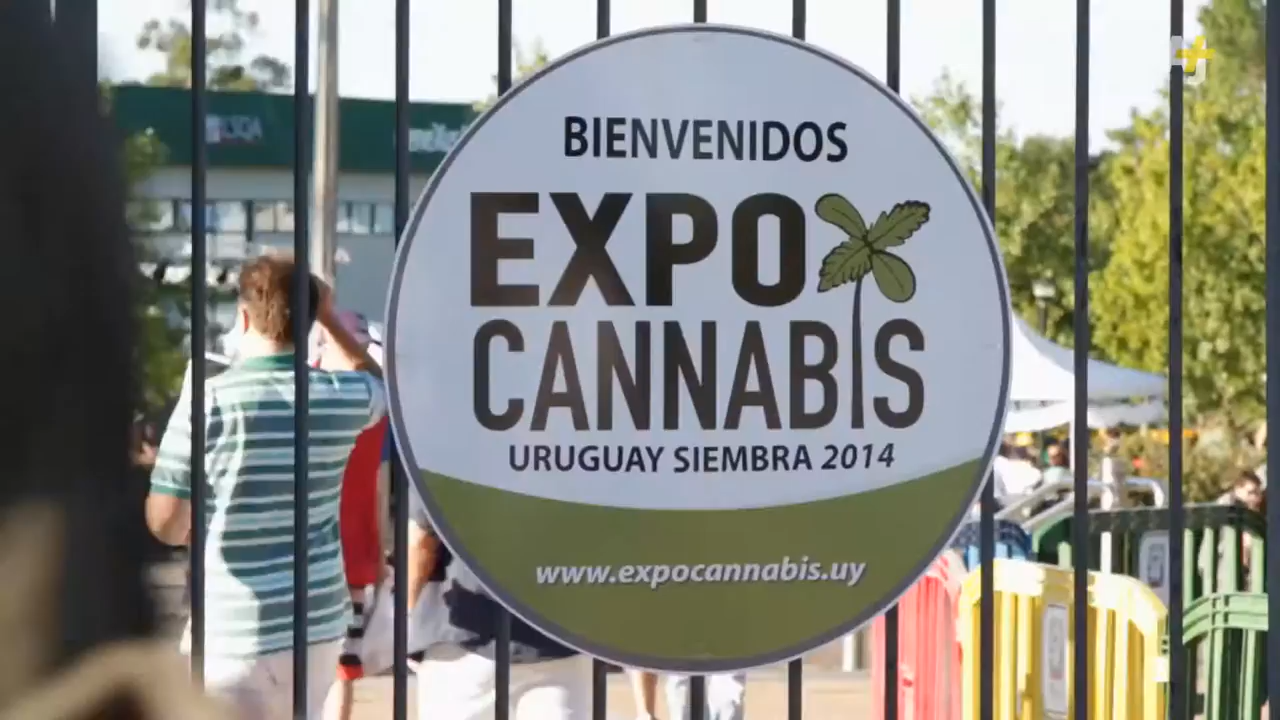 BIENVENIDOS
EXPO
CANNABIS
URUGUAY SIEMBRA 2014
www.expocannabis.uy